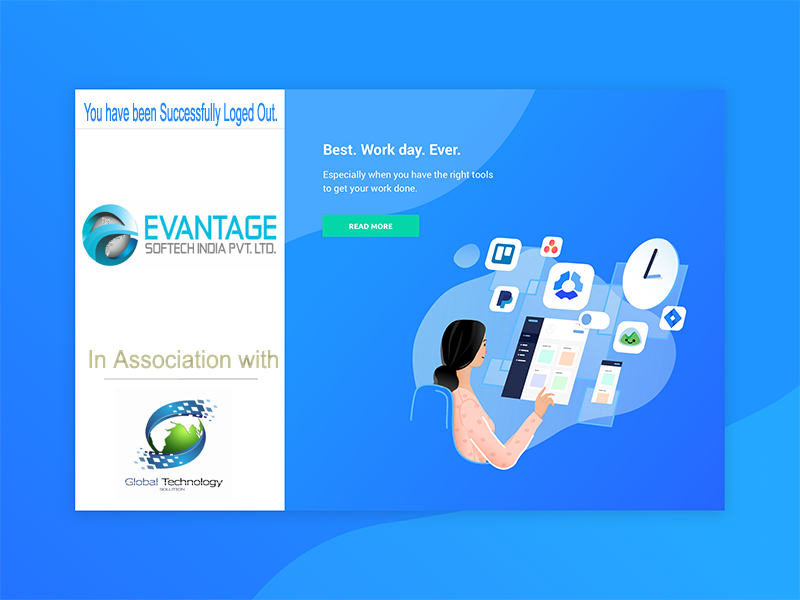 You have been Successfully Loged Out.
EVANTAGE
SOFTECH INDIA PVT. LTD.
In Association with
Global Technology
SOLUTION
Best. Work day. Ever.
Especially when you have the right tools
to get your work done.
READ MORE